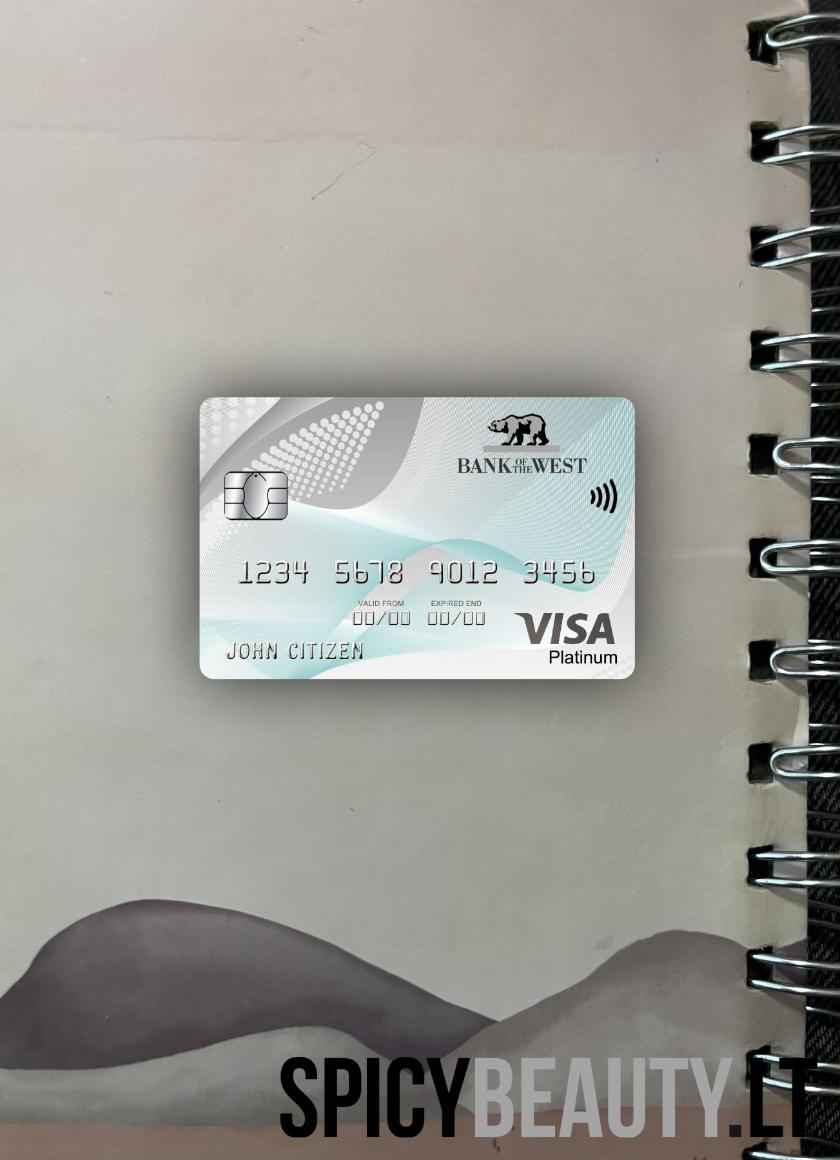 BANK OF THE WEST
1234 5678 9012 3456
VALID FROM EXPIRED END
00/00 00/00
VISA
Platinum
JOHN CITIZEN
SPICYBEAUTY.LT